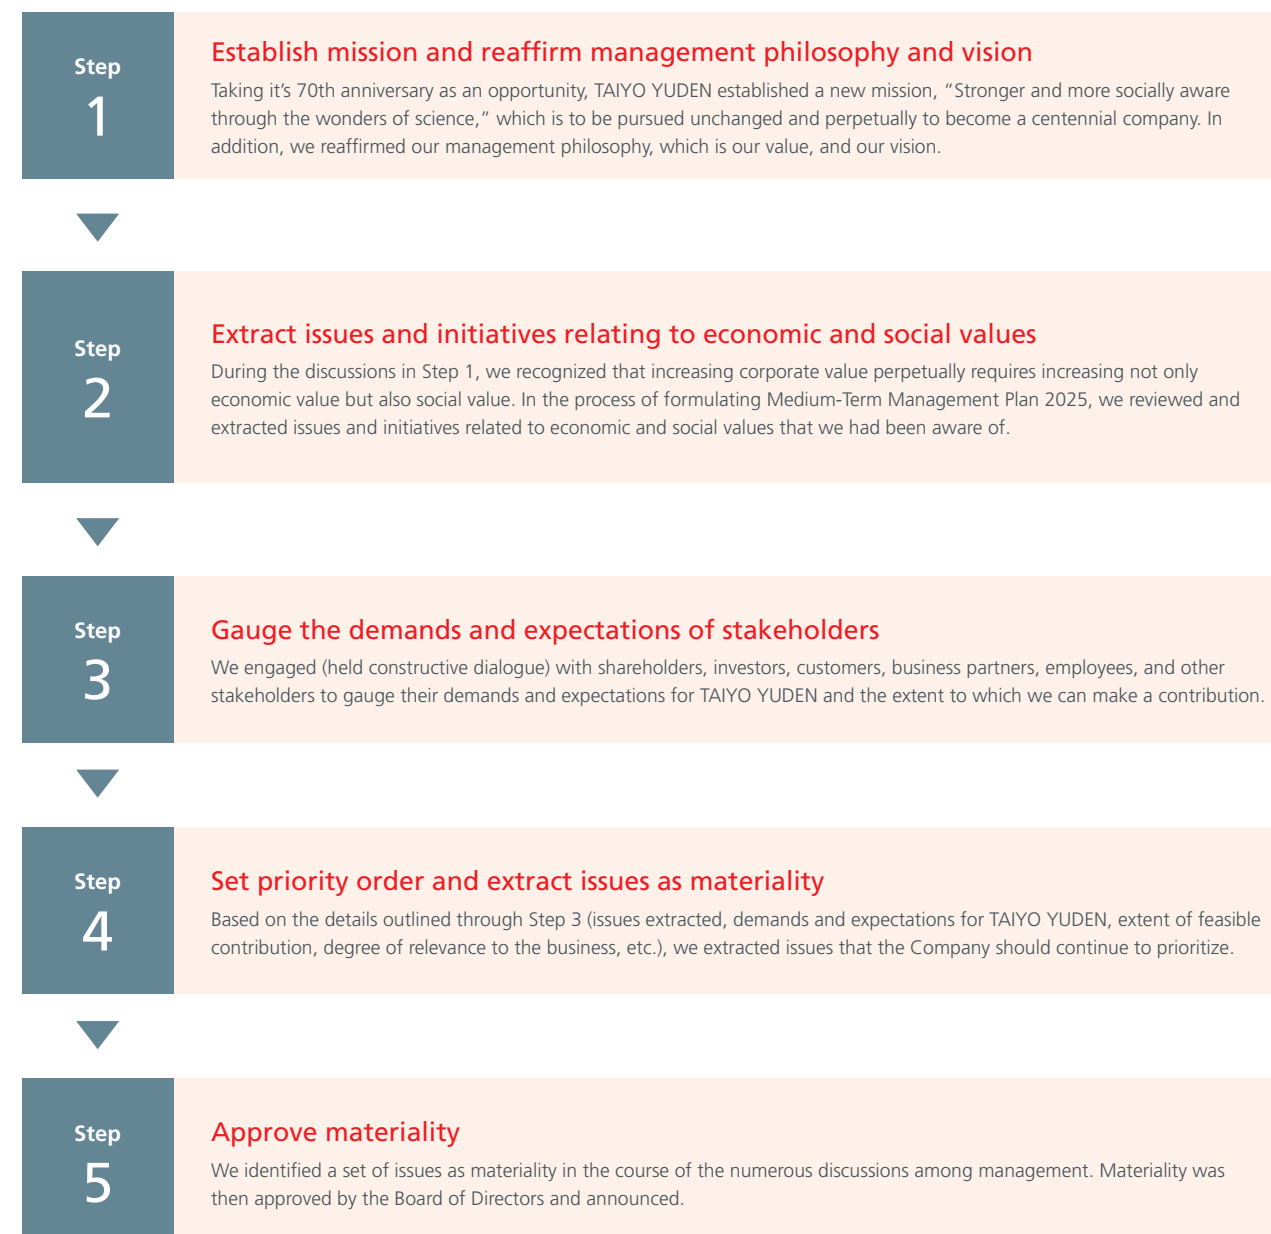 Step
1
Establish mission and reaffirm management philosophy and vision
Taking it’s 70th anniversary as an opportunity, TAIYO YUDEN established a new mission, “Stronger and more socially aware
through the wonders of science,” which is to be pursued unchanged and perpetually to become a centennial company. In
addition, we reaffirmed our management philosophy, which is our value, and our vision.
Step
2
Extract issues and initiatives relating to economic and social values
During the discussions in Step 1, we recognized that increasing corporate value perpetually requires increasing not only
economic value but also social value. In the process of formulating Medium-Term Management Plan 2025, we reviewed and
extracted issues and initiatives related to economic and social values that we had been aware of.
Step
3
Gauge the demands and expectations of stakeholders
We engaged (held constructive dialogue) with shareholders, investors, customers, business partners, employees, and other
stakeholders to gauge their demands and expectations for TAIYO YUDEN and the extent to which we can make a contribution.
Step
4
Set priority order and extract issues as materiality
Based on the details outlined through Step 3 (issues extracted, demands and expectations for TAIYO YUDEN, extent of feasible
contribution, degree of relevance to the business, etc.), we extracted issues that the Company should continue to prioritize.
Step
5
Approve materiality
We identified a set of issues as materiality in the course of the numerous discussions among management. Materiality was
then approved by the Board of Directors and announced.